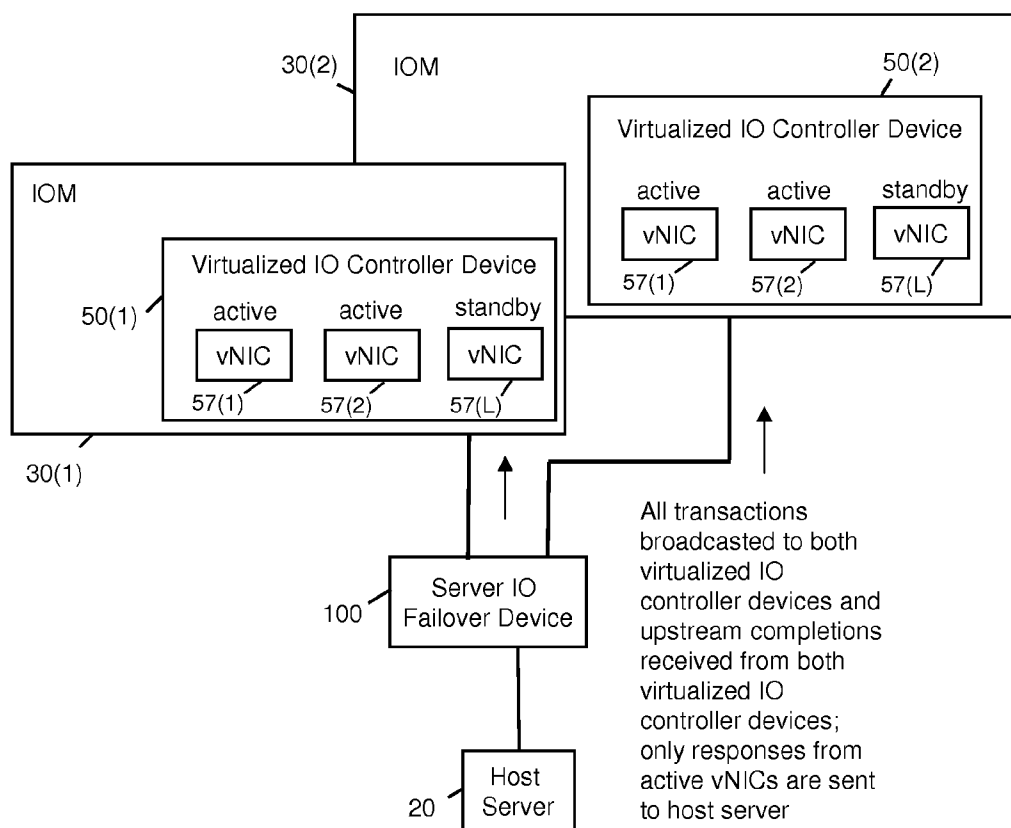 30(2)
IOM
50(2)
Virtualized IO Controller Device
active
active
standby
vNIC
vNIC
vNIC
57(1)
57(2)
57(L)
IOM
Virtualized IO Controller Device
50(1)
active
active
standby
vNIC
vNIC
vNIC
57(1)
57(2)
57(L)
30(1)
All transactions
broadcasted to both
virtualized IO
controller devices and
upstream completions
received from both
virtualized IO
controller devices;
only responses from
active vNICs are sent
to host server
100
Server IO
Failover Device
20
Host
Server